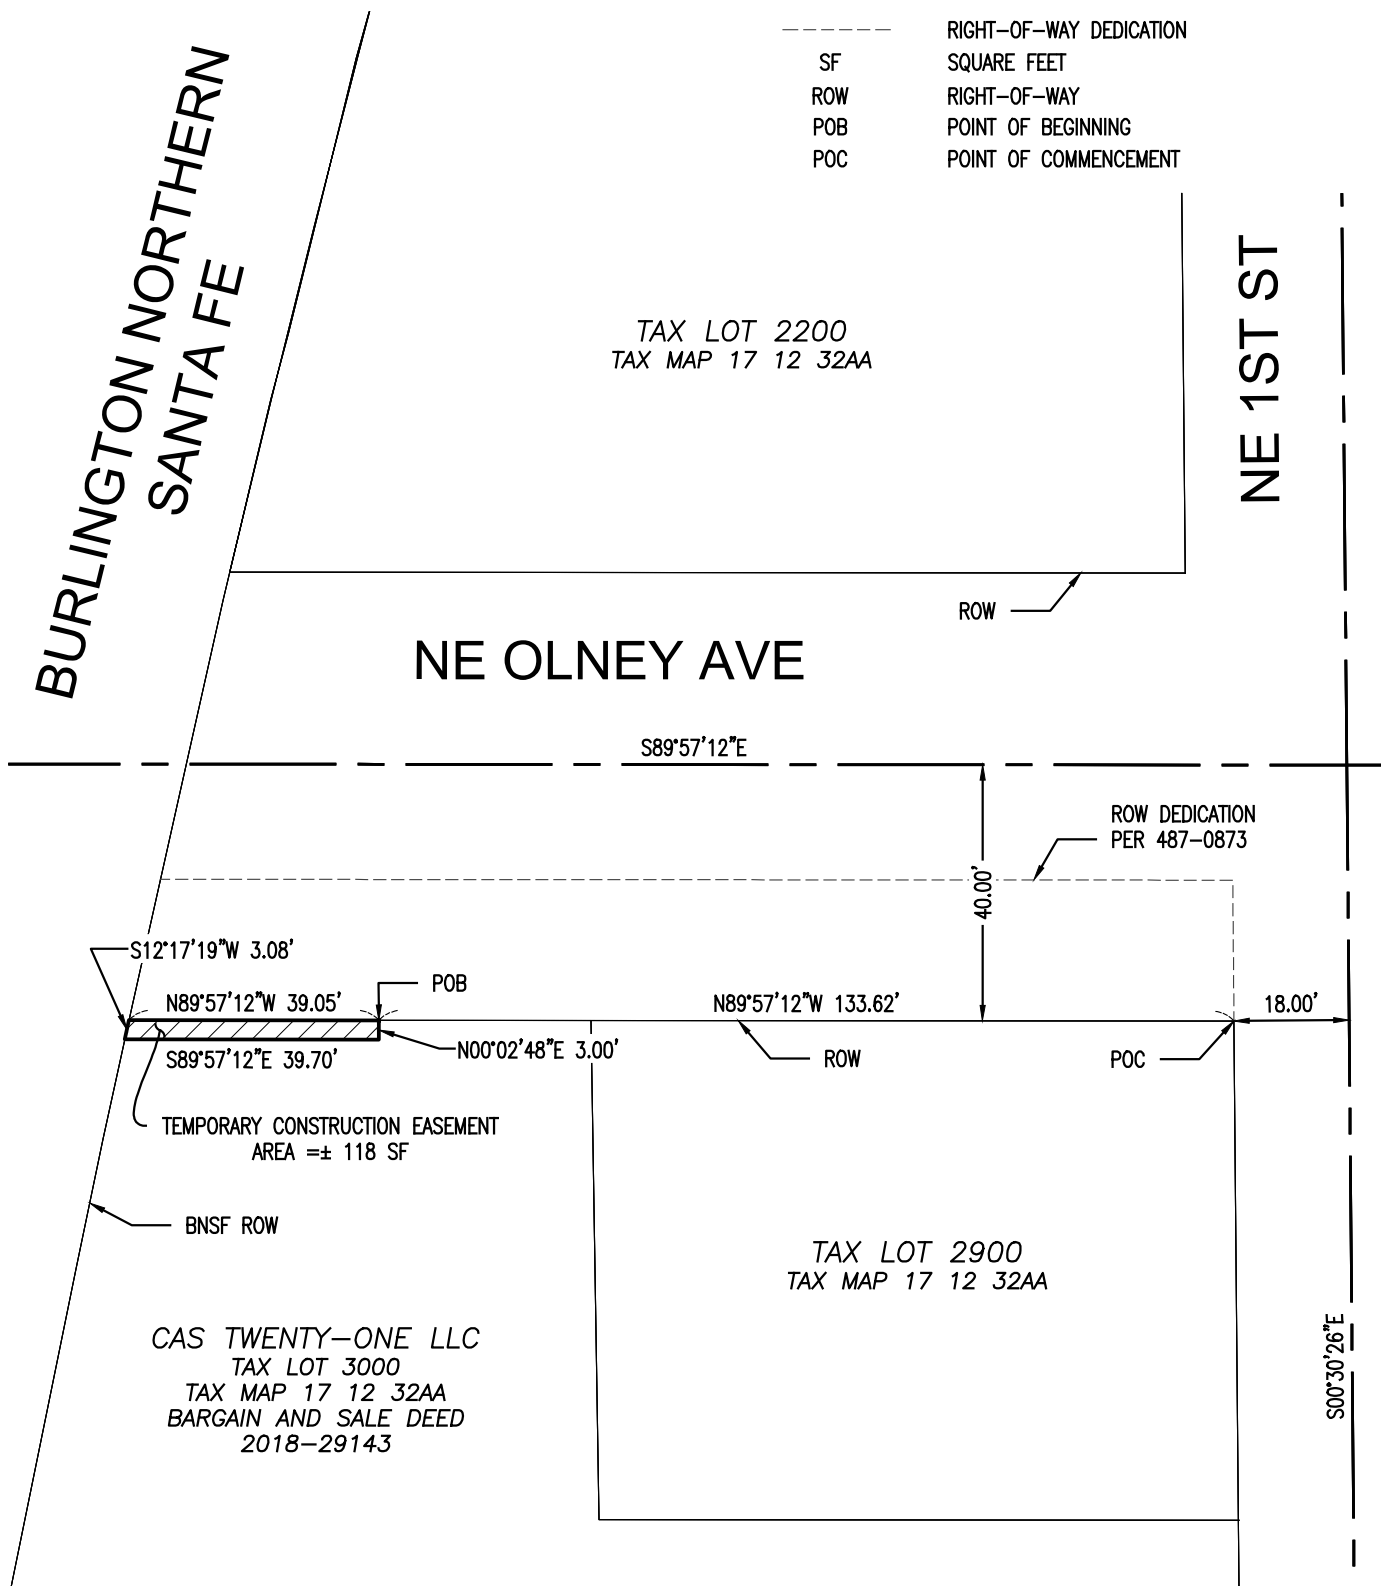 RIGHT-OF-WAY DEDICATION
SF SQUARE FEET
ROW RIGHT-OF-WAY
POB POINT OF BEGINNING
POC POINT OF COMMENCEMENT
BURLINGTON NORTHERN
SANTA FE
TAX LOT 2200
TAX MAP 17 12 32AA
NE 1ST ST
ROW
NE OLNEY AVE
S89°57'12"E
ROW DEDICATION
PER 487-0873
40.00'
S12°17'19"W 3.08'
POB
N89°57'12"W 39.05'
N89°57'12"W 133.62'
18.00'
N00°02'48"E 3.00'
S89°57'12"E 39.70'
ROW
POC
TEMPORARY CONSTRUCTION EASEMENT
AREA =± 118 SF
BNSF ROW
TAX LOT 2900
TAX MAP 17 12 32AA
CAS TWENTY-ONE LLC
TAX LOT 3000
TAX MAP 17 12 32AA
BARGAIN AND SALE DEED
2018-29143
S00°30'26"E